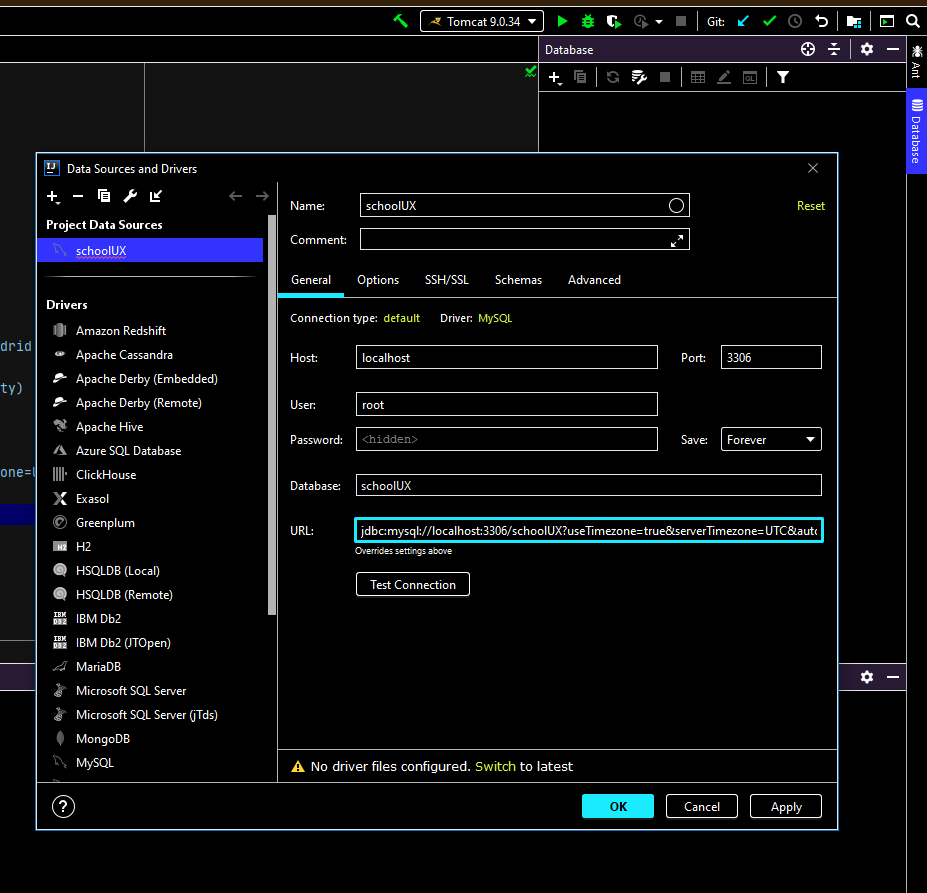 Tomcat 9.0.34
Git:
Database
Ant
Database
drid
ty)
one=U
Data Sources and Drivers
Project Data Sources
schoolUX
Drivers
Amazon Redshift
Apache Cassandra
Apache Derby (Embedded)
Apache Derby (Remote)
Apache Hive
Azure SQL Database
ClickHouse
Exasol
Greenplum
H2
HSQLDB (Local)
HSQLDB (Remote)
IBM Db2
IBM Db2 (JTOpen)
MariaDB
Microsoft SQL Server
Microsoft SQL Server (jTds)
MongoDB
MySQL
Name: schoolUX Reset
Comment:
General Options SSH/SSL Schemas Advanced
Connection type: default Driver: MySQL
Host: localhost Port: 3306
User: root
Password: <hidden> Save: Forever
Database: schoolUX
URL: jdbc:mysql://localhost:3306/schoolUX?useTimezone=true&serverTimezone=UTC&auto
Overrides settings above
Test Connection
No driver files configured. Switch to latest
? OK Cancel Apply